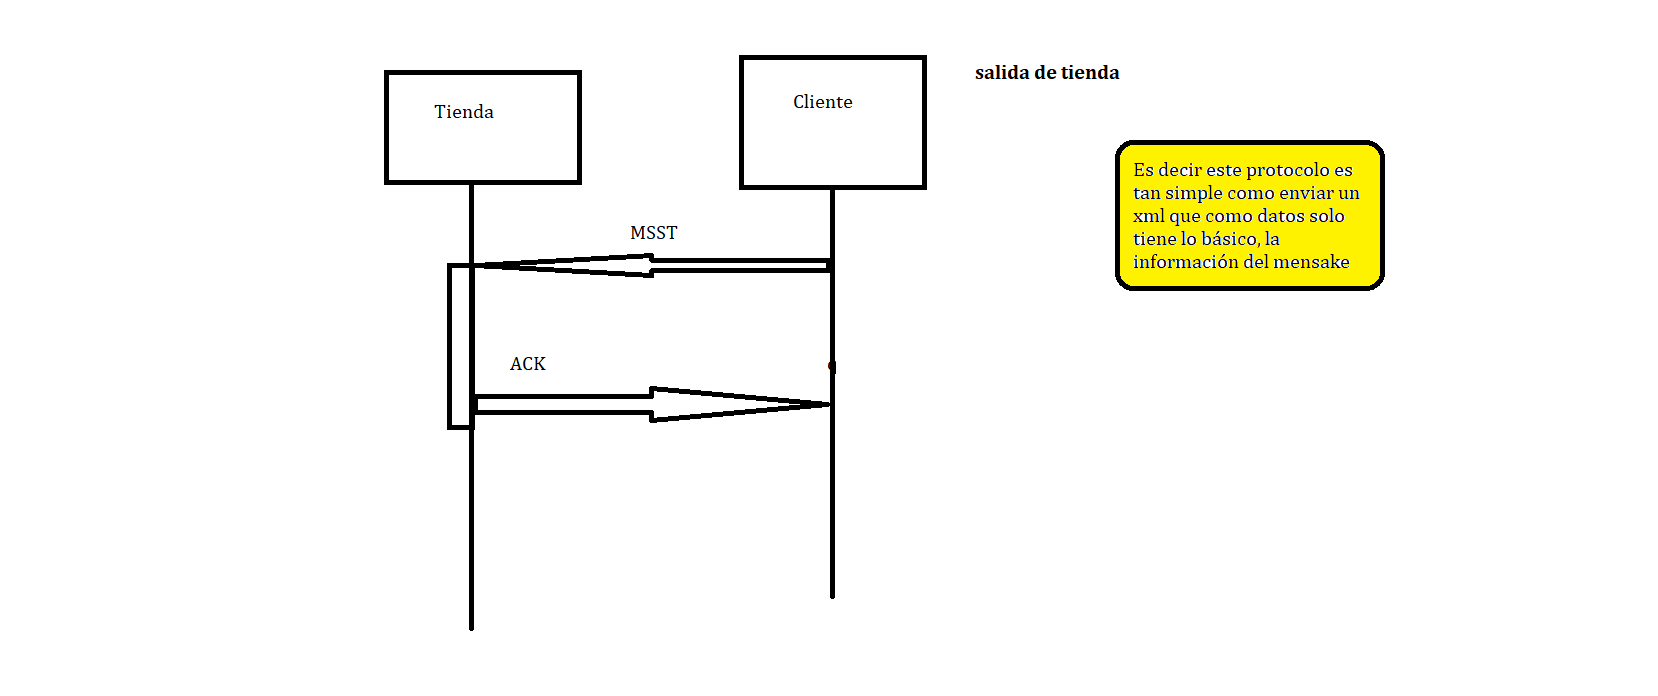 Tienda
Cliente
salida de tienda
Es decir este protocolo es
tan simple como enviar un
xml que como datos solo
tiene lo básico, la
información del mensake
MSST
ACK